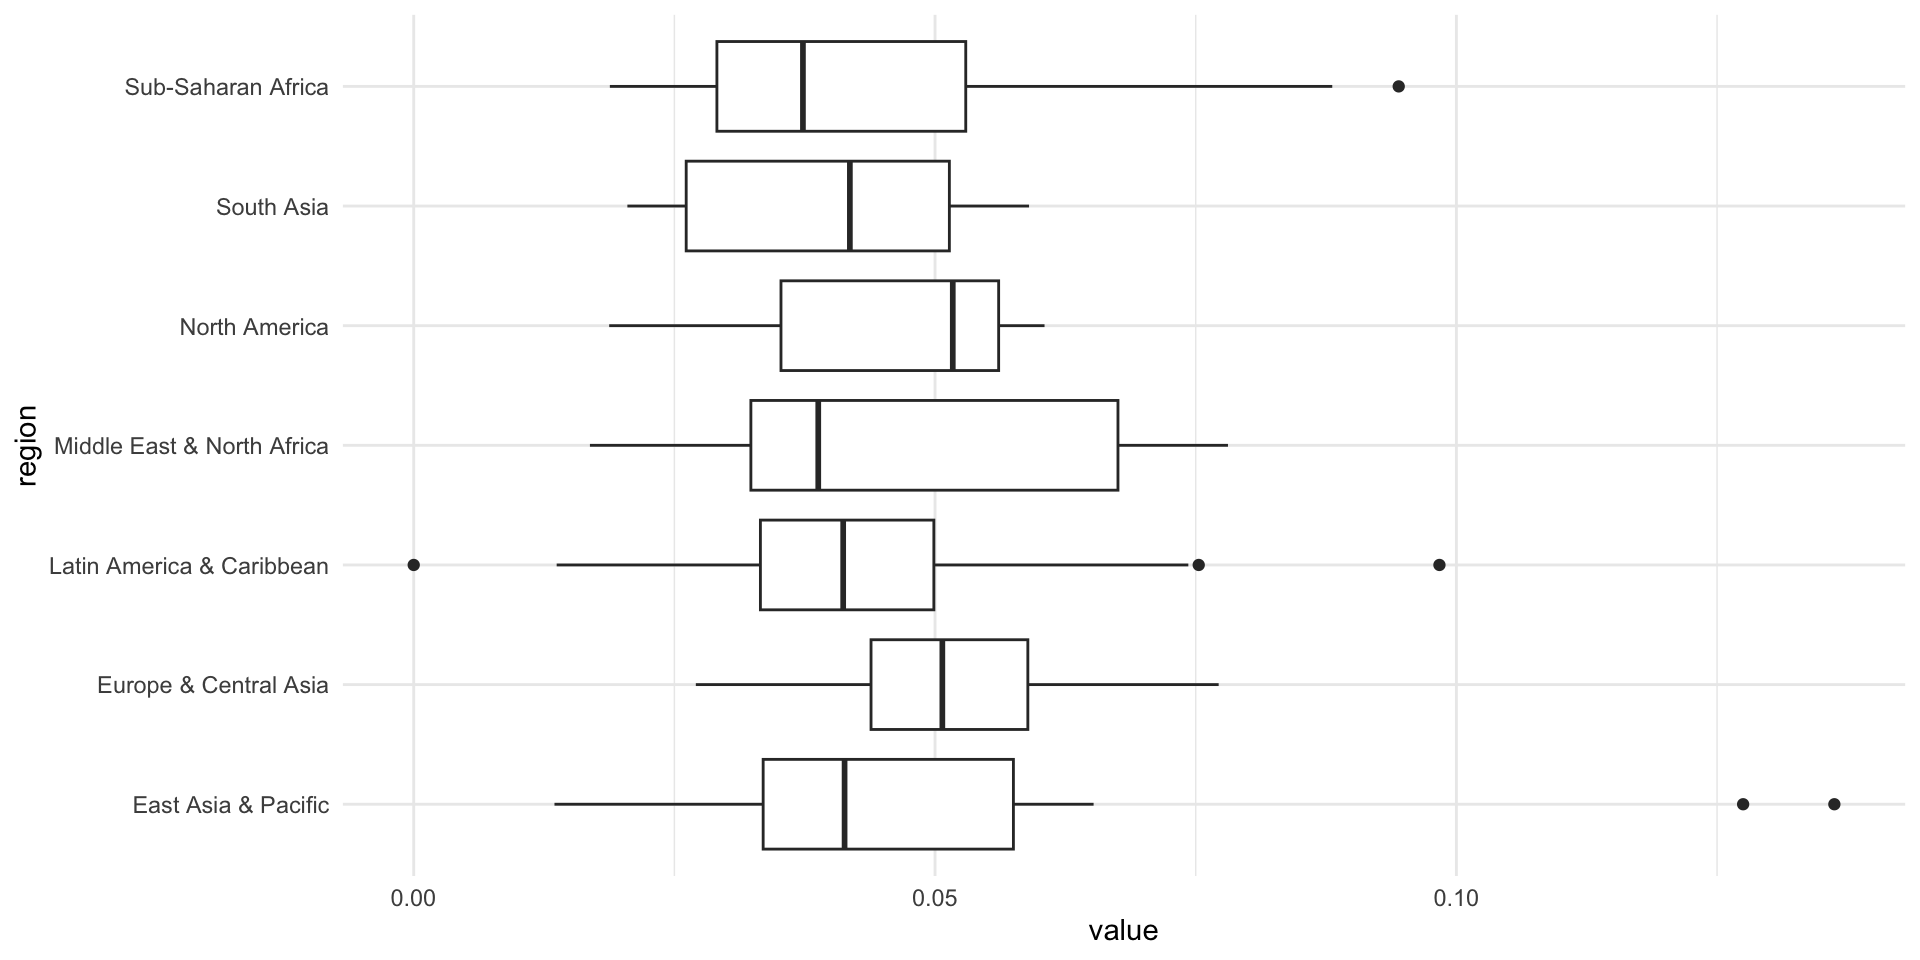 Sub-Saharan Africa
South Asia
North America
Middle East & North Africa
Latin America & Caribbean
Europe & Central Asia
East Asia & Pacific
region
0.00
0.05
0.10
value